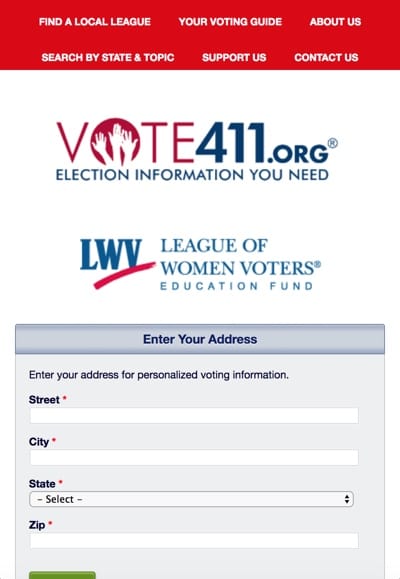 FIND A LOCAL LEAGUE YOUR VOTING GUIDE ABOUT US
SEARCH BY STATE & TOPIC SUPPORT US CONTACT US
VOTE411.ORG®
ELECTION INFORMATION YOU NEED
LWV LEAGUE OF
WOMEN VOTERS®
EDUCATION FUND
Enter Your Address
Enter your address for personalized voting information.
Street *
City *
State *
– Select –
Zip *